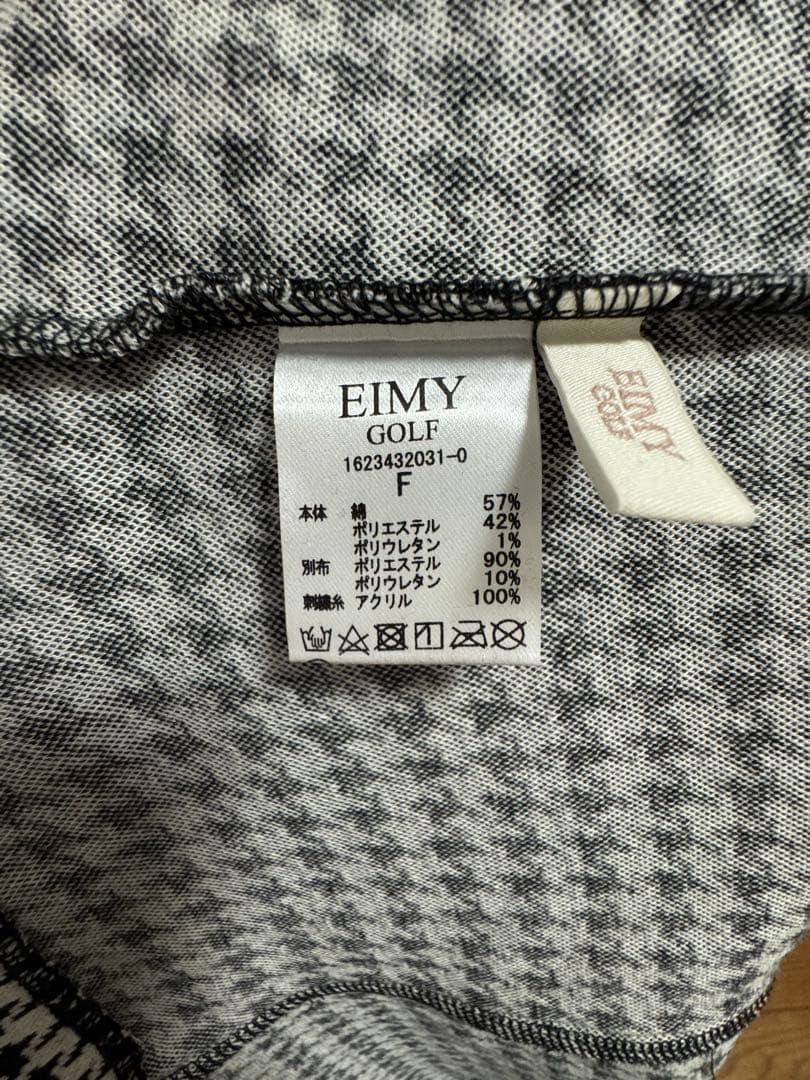 EIMY
GOLF
1623432031-0
F
本体 綿 57%
ポリエステル 42%
ポリウレタン 1%
別布 ポリエステル 90%
ポリウレタン 10%
刺繍糸 アクリル 100%
EIMY
GOLF